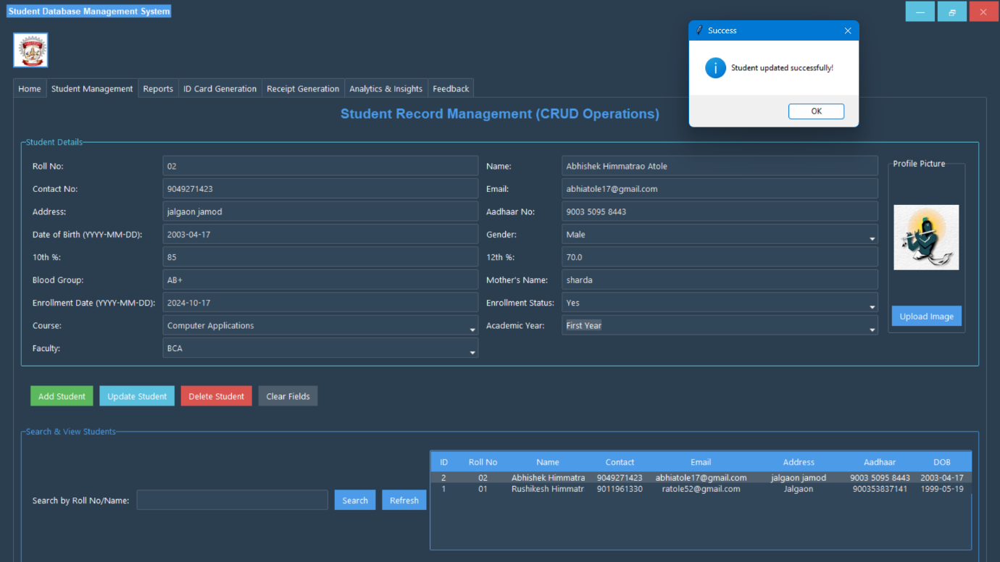 Student Database Management System
Success
Student updated successfully!
OK
Home Student Management Reports ID Card Generation Receipt Generation Analytics & Insights Feedback
Student Record Management (CRUD Operations)
Student Details
Roll No: 02 Name: Abhishek Himmatrao Atole
Profile Picture
Contact No: 9049271423 Email: abhiatole17@gmail.com
Address: jalgaon jamod Aadhaar No: 9003 5095 8443
Date of Birth (YYYY-MM-DD): 2003-04-17 Gender: Male
10th %: 85 12th %: 70.0
Blood Group: AB+ Mother's Name: sharda
Enrollment Date (YYYY-MM-DD): 2024-10-17 Enrollment Status: Yes
Upload Image
Course: Computer Applications Academic Year: First Year
Faculty: BCA
Add Student Update Student Delete Student Clear Fields
Search & View Students
ID Roll No Name Contact Email Address Aadhaar DOB
2 02 Abhishek Himmatra 9049271423 abhiatole17@gmail.com jalgaon jamod 9003 5095 8443 2003-04-17
1 01 Rushikesh Himmatr 9011961330 ratole52@gmail.com Jalgaon 900353837141 1999-05-19
Search by Roll No/Name: Search Refresh